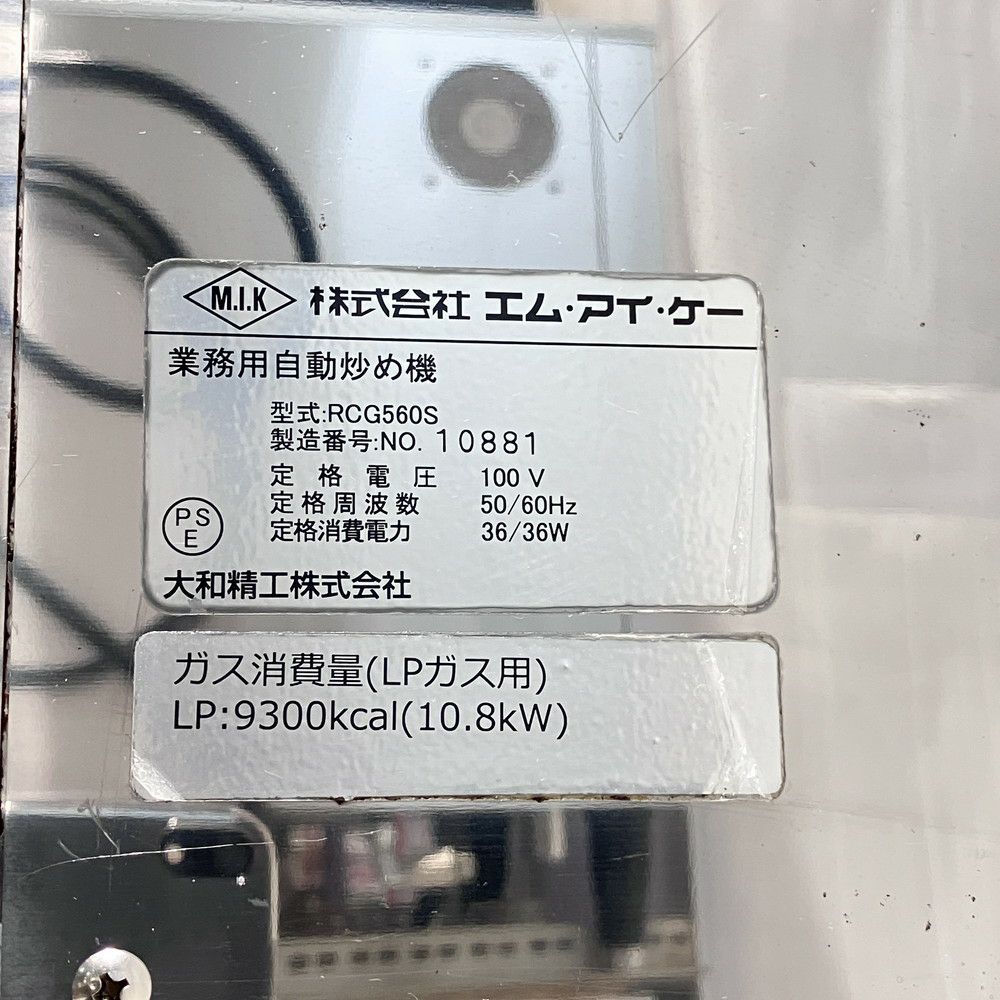 M.I.K 株式会社 エム・アイ・ケー
業務用自動炒め機
型式:RCG560S
製造番号:NO. 10881
定格電圧 100 V
定格周波数 50/60Hz
定格消費電力 36/36W
PS
E
大和精工株式会社
ガス消費量(LPガス用)
LP:9300kcal(10.8kW)